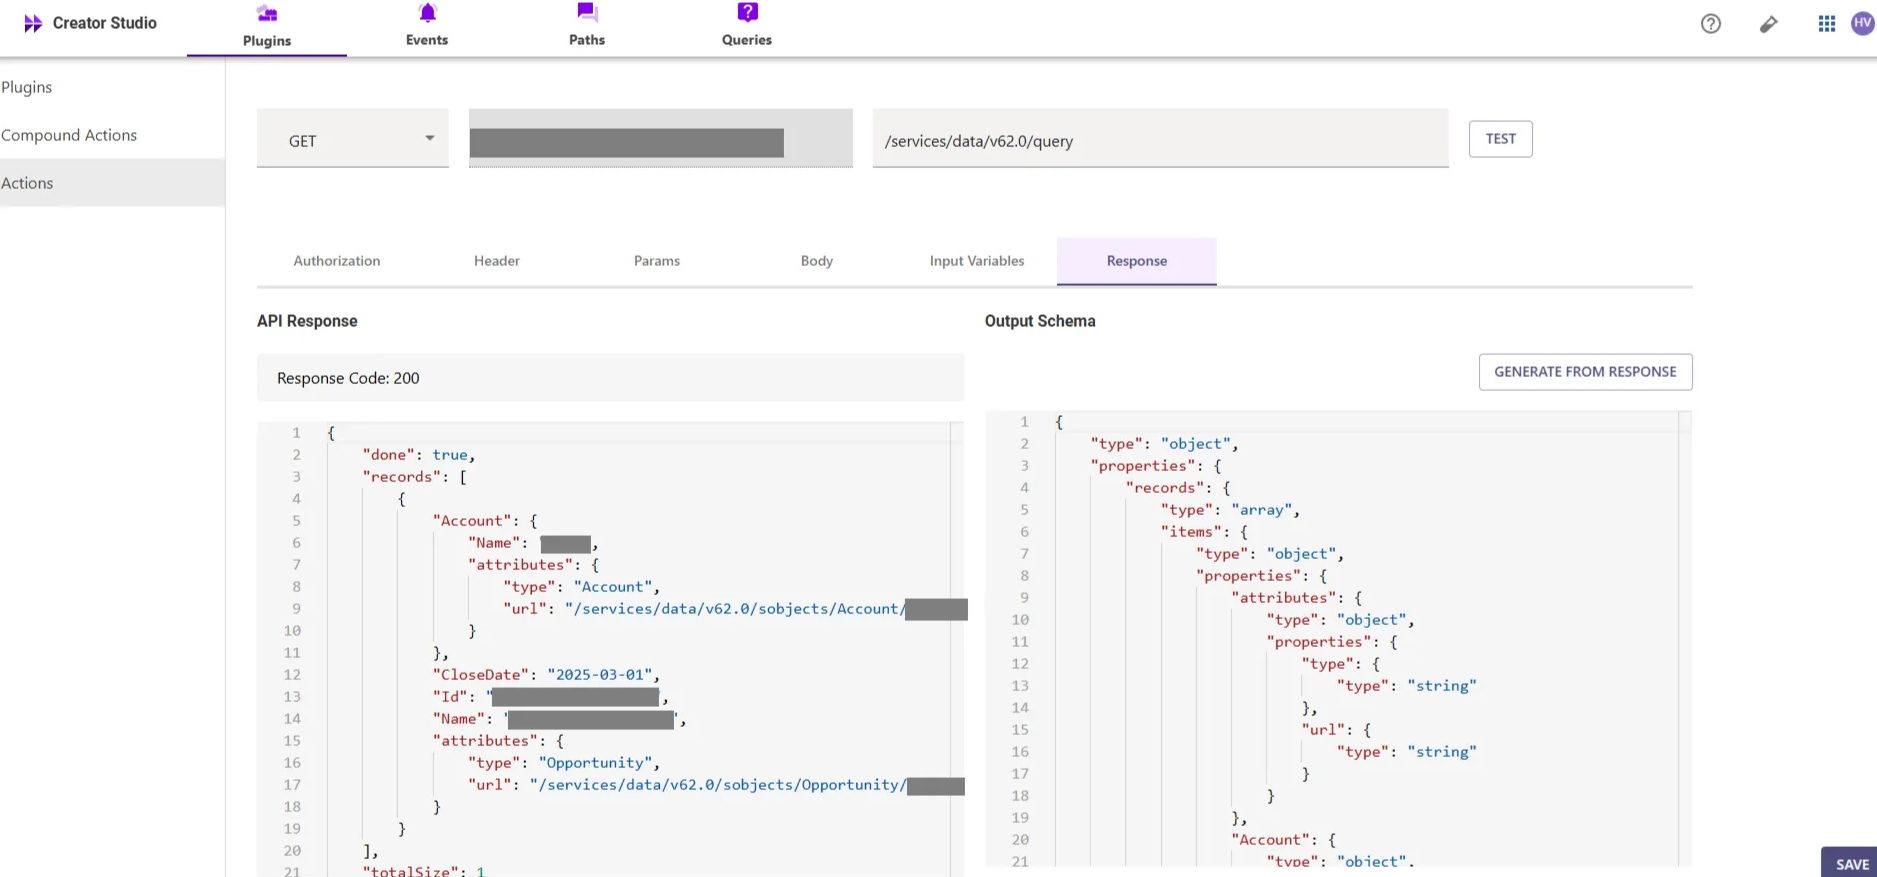 Creator Studio
Plugins
Events
Paths
Queries
HV
Plugins
Compound Actions
Actions
GET
/services/data/v62.0/query
TEST
Authorization
Header
Params
Body
Input Variables
Response
API Response
Response Code: 200
1 {
2 "done": true,
3 "records": [
4 {
5 "Account": {
6 "Name": ,
7 "attributes": {
8 "type": "Account",
9 "url": "/services/data/v62.0/sobjects/Account/
10 }
11 },
12 "CloseDate": "2025-03-01",
13 "Id": " ,
14 "Name": ' ',
15 "attributes": {
16 "type": "Opportunity",
17 "url": "/services/data/v62.0/sobjects/Opportunity/
18 }
19 }
20 ],
21 "totalSize": 1
Output Schema
GENERATE FROM RESPONSE
1 {
2 "type": "object",
3 "properties": {
4 "records": {
5 "type": "array",
6 "items": {
7 "type": "object",
8 "properties": {
9 "attributes": {
10 "type": "object",
11 "properties": {
12 "type": {
13 "type": "string"
14 },
15 "url": {
16 "type": "string"
17 }
18 }
19 },
20 "Account": {
21 "type": "object",
SAVE